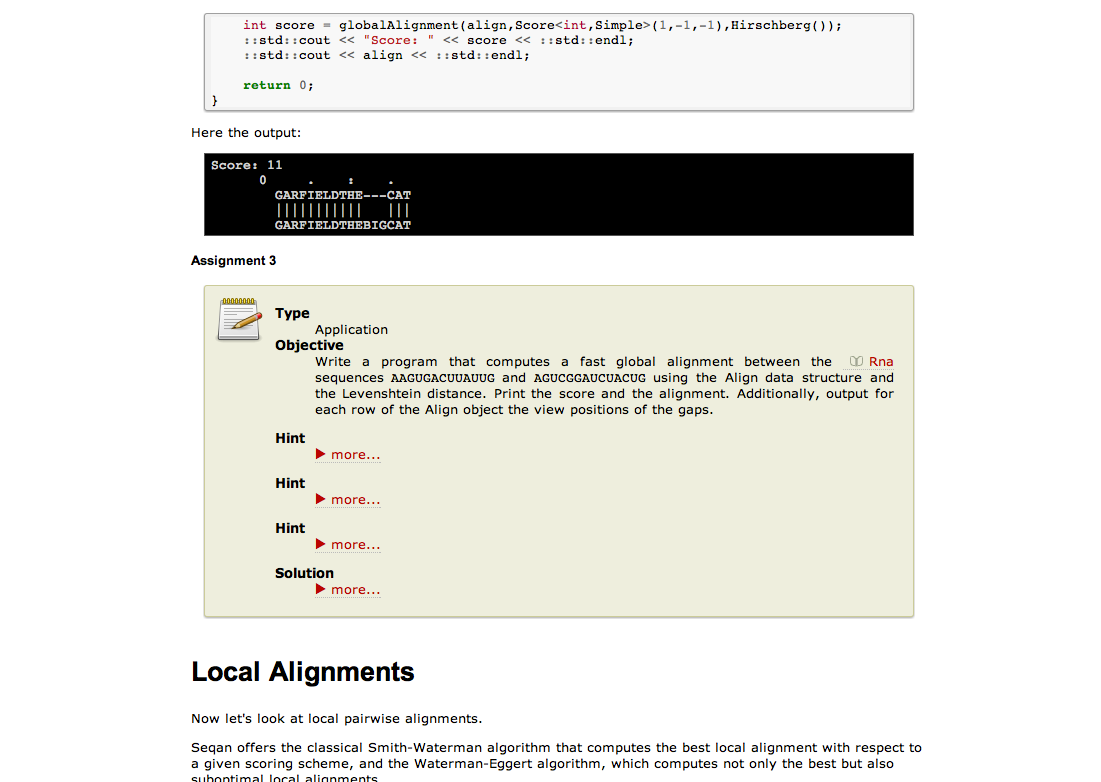 int score = globalAlignment(align,Score<int,Simple>(1,-1,-1),Hirschberg());
::std::cout << "Score: " << score << ::std::endl;
::std::cout << align << ::std::endl;
return 0;
}
Here the output:
Score: 11
0     .    :    .
GARFIELDTHE---CAT
|||||||||||   |||
GARFIELDTHEBIGCAT
Assignment 3
Type
Application
Objective
Write a program that computes a fast global alignment between the Rna
sequences AAGUGACUUAUUG and AGUCGGAUCUACUG using the Align data structure and
the Levenshtein distance. Print the score and the alignment. Additionally, output for
each row of the Align object the view positions of the gaps.
Hint
▶ more...
Hint
▶ more...
Hint
▶ more...
Solution
▶ more...
Local Alignments
Now let's look at local pairwise alignments.
Seqan offers the classical Smith-Waterman algorithm that computes the best local alignment with respect to
a given scoring scheme, and the Waterman-Eggert algorithm, which computes not only the best but also
suboptimal local alignments.